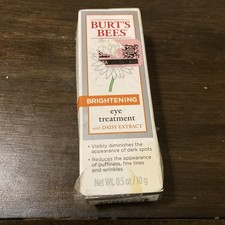 BURT'S
BEES
BRIGHTENING
eye
treatment
with DAISY EXTRACT
• Visibly diminishes the
appearance of dark spots
• Reduces the appearance
of puffiness, fine lines
and wrinkles
Net Wt. 0.5 oz / 10 g